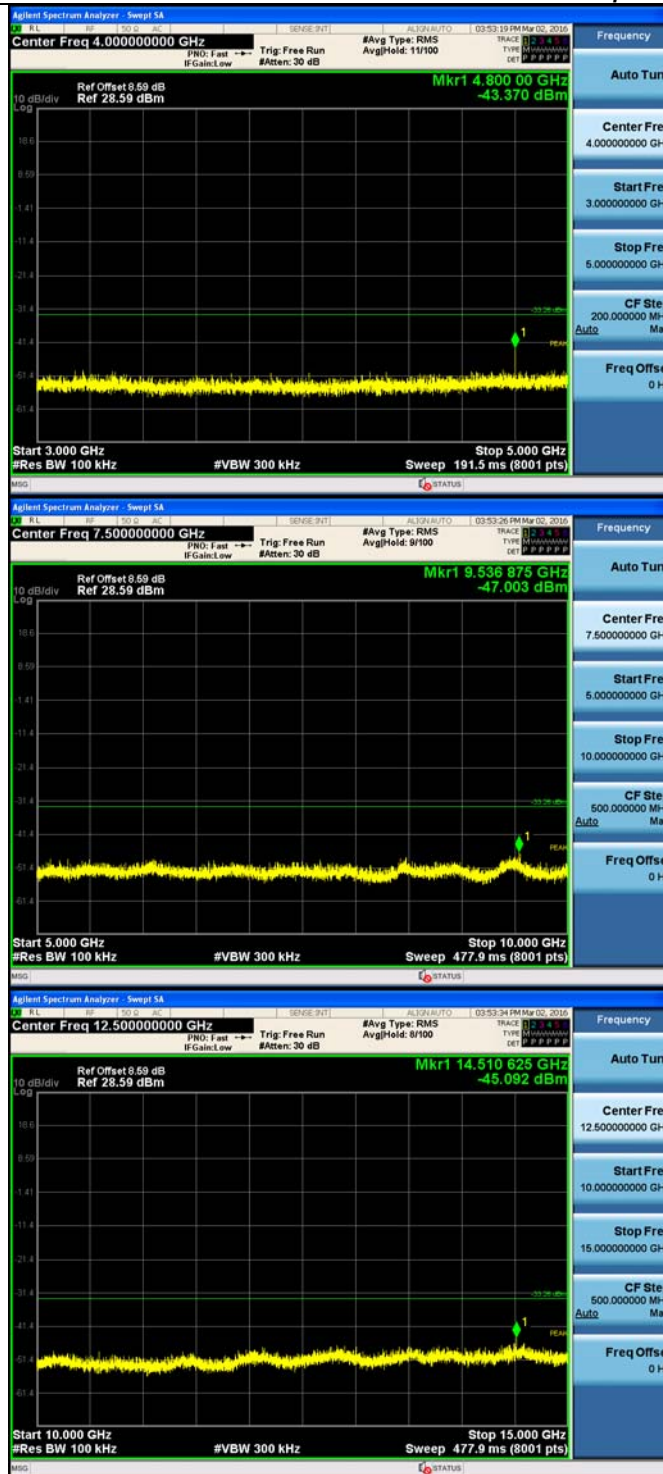 Agilent Spectrum Analyzer - Swept SA
RL RF 50 Ω AC SENSE:INT ALIGN AUTO 03:53:19 PM Mar 02, 2016
Center Freq 4.000000000 GHz #Avg Type: RMS TRACE 1 2 3 4 5 6
PNO: Fast Trig: Free Run Avg|Hold: 11/100 TYPE
IFGain:Low #Atten: 30 dB DET P P P P P P
Frequency
Mkr1 4.800 00 GHz
Ref Offset 8.59 dB
10 dB/div Ref 28.59 dBm -43.370 dBm
Log
18.6
8.59
-1.41
-11.4
-21.4
-31.4
-33.26 dBm
-41.4
1
PEAK
-51.4
-61.4
Start 3.000 GHz Stop 5.000 GHz
#Res BW 100 kHz #VBW 300 kHz Sweep 191.5 ms (8001 pts)
MSG STATUS
Auto Tun
Center Fre
4.000000000 GH
Start Fre
3.000000000 GH
Stop Fre
5.000000000 GH
CF Ste
200.000000 MH
Auto Ma
Freq Offse
0 H
Agilent Spectrum Analyzer - Swept SA
RL RF 50 Ω AC SENSE:INT ALIGN AUTO 03:53:26 PM Mar 02, 2016
Center Freq 7.500000000 GHz #Avg Type: RMS TRACE 1 2 3 4 5 6
PNO: Fast Trig: Free Run Avg|Hold: 9/100 TYPE
IFGain:Low #Atten: 30 dB DET P P P P P P
Frequency
Mkr1 9.536 875 GHz
Ref Offset 8.59 dB
10 dB/div Ref 28.59 dBm -47.003 dBm
Log
18.6
8.59
-1.41
-11.4
-21.4
-31.4
-33.26 dBm
-41.4
1
PEAK
-51.4
-61.4
Start 5.000 GHz Stop 10.000 GHz
#Res BW 100 kHz #VBW 300 kHz Sweep 477.9 ms (8001 pts)
MSG STATUS
Auto Tun
Center Fre
7.500000000 GH
Start Fre
5.000000000 GH
Stop Fre
10.000000000 GH
CF Ste
500.000000 MH
Auto Ma
Freq Offse
0 H
Agilent Spectrum Analyzer - Swept SA
RL RF 50 Ω AC SENSE:INT ALIGN AUTO 03:53:34 PM Mar 02, 2016
Center Freq 12.500000000 GHz #Avg Type: RMS TRACE 1 2 3 4 5 6
PNO: Fast Trig: Free Run Avg|Hold: 8/100 TYPE
IFGain:Low #Atten: 30 dB DET P P P P P P
Frequency
Mkr1 14.510 625 GHz
Ref Offset 8.59 dB
10 dB/div Ref 28.59 dBm -45.092 dBm
Log
18.6
8.59
-1.41
-11.4
-21.4
-31.4
-33.26 dBm
-41.4
1
PEAK
-51.4
-61.4
Start 10.000 GHz Stop 15.000 GHz
#Res BW 100 kHz #VBW 300 kHz Sweep 477.9 ms (8001 pts)
MSG STATUS
Auto Tun
Center Fre
12.500000000 GH
Start Fre
10.000000000 GH
Stop Fre
15.000000000 GH
CF Ste
500.000000 MH
Auto Ma
Freq Offse
0 H